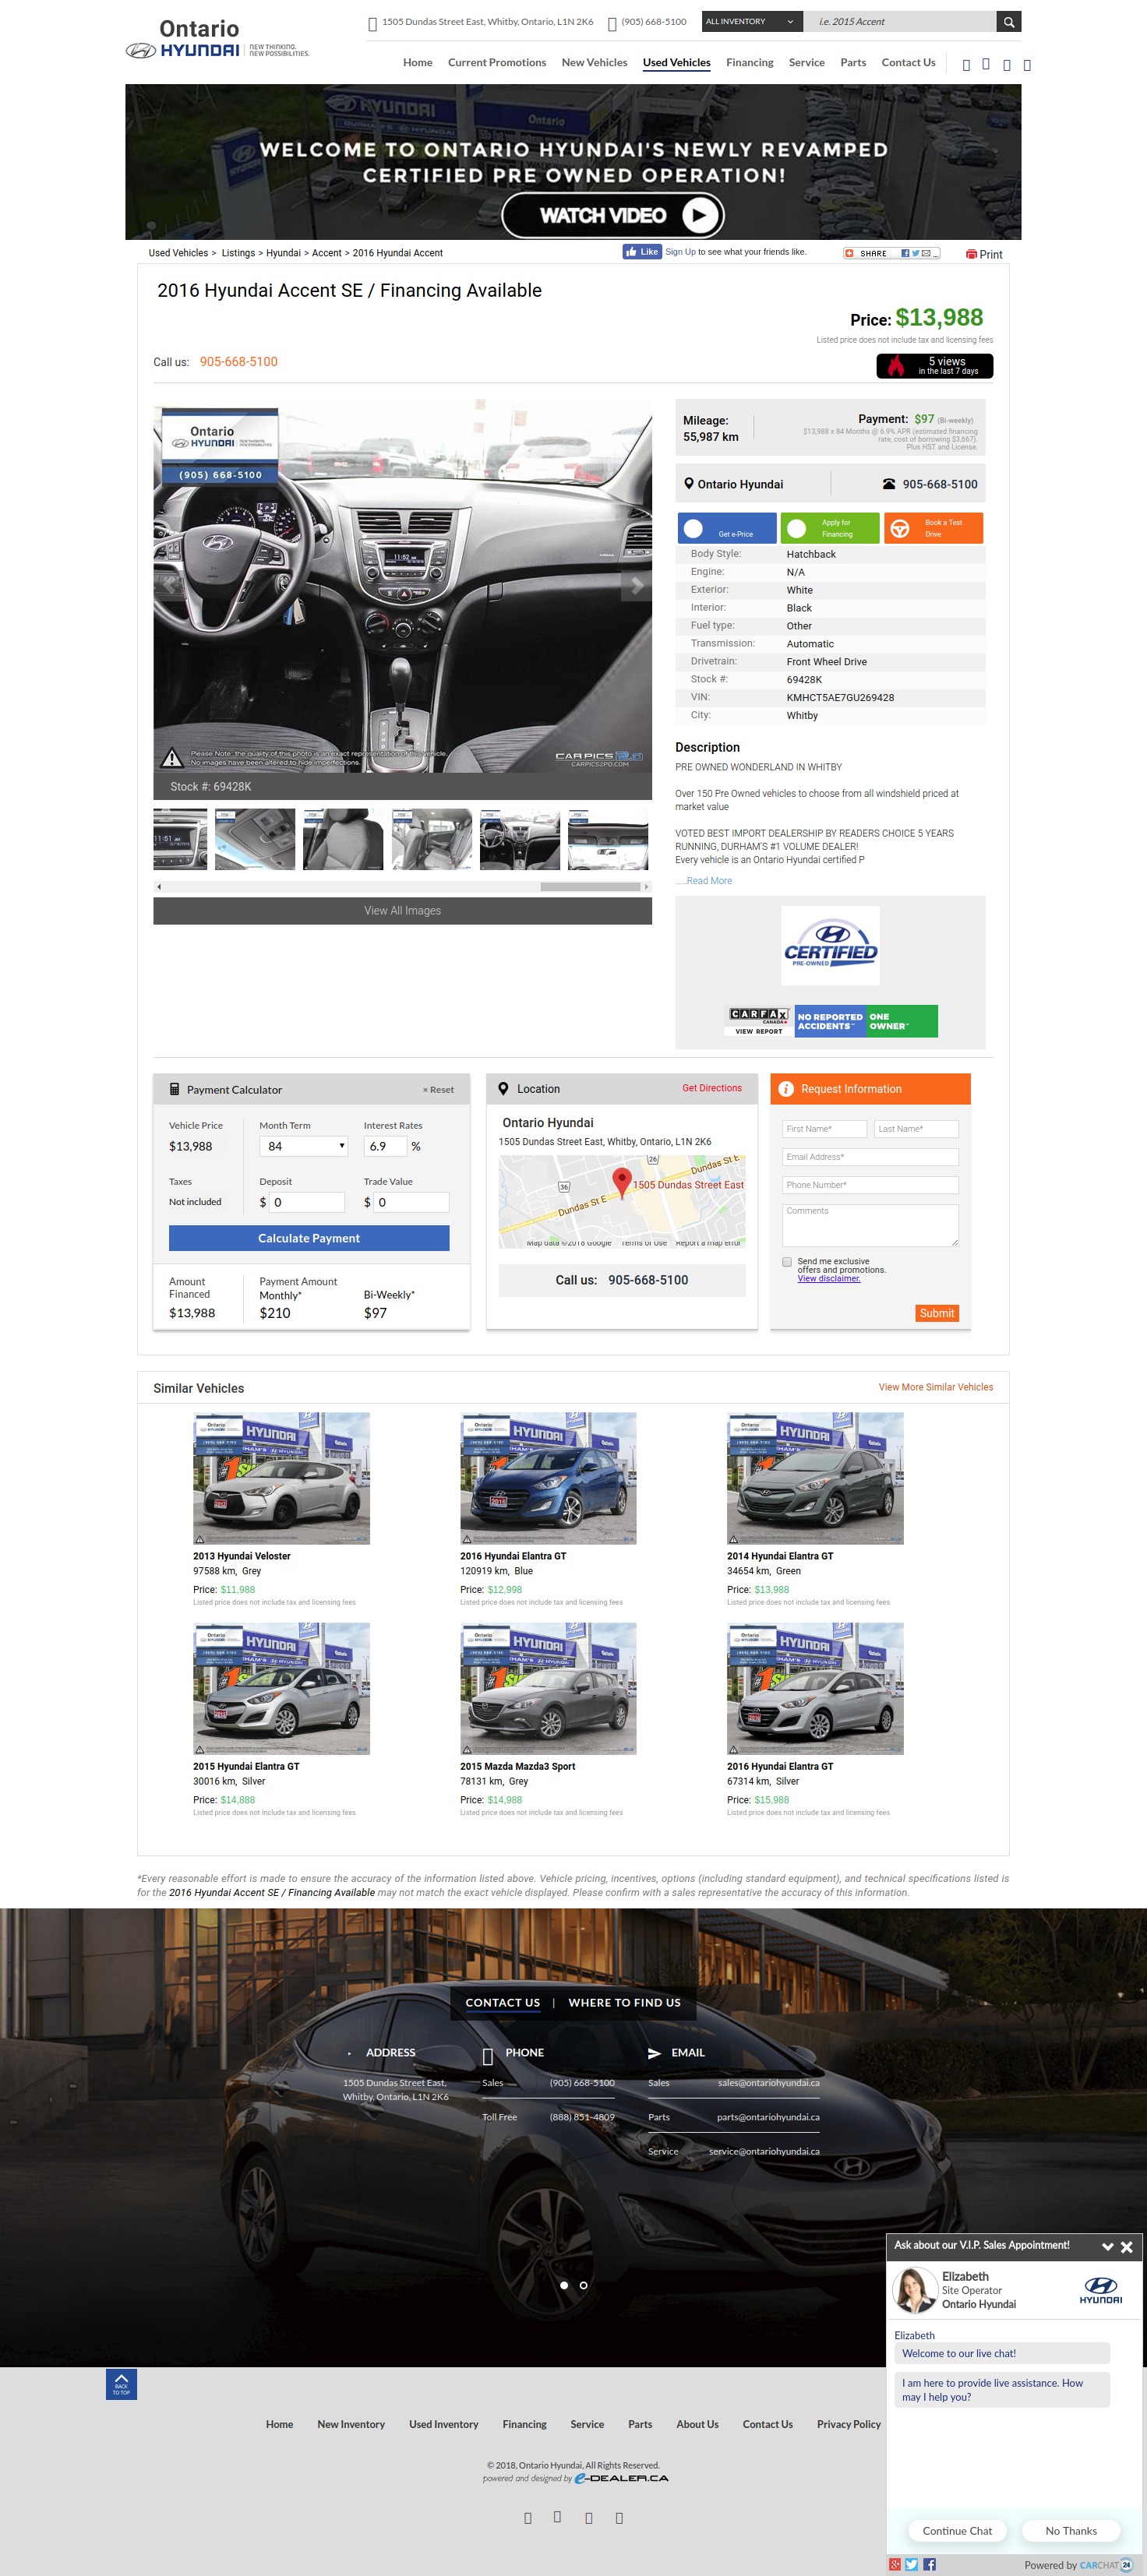 Ontario
HYUNDAI
NEW THINKING.
NEW POSSIBILITIES.
1505 Dundas Street East, Whitby, Ontario, L1N 2K6
(905) 668-5100
ALL INVENTORY
i.e. 2015 Accent
Home
Current Promotions
New Vehicles
Used Vehicles
Financing
Service
Parts
Contact Us
WELCOME TO ONTARIO HYUNDAI'S NEWLY REVAMPED
CERTIFIED PRE OWNED OPERATION!
WATCH VIDEO
Used Vehicles > Listings > Hyundai > Accent > 2016 Hyundai Accent
Like
Sign Up to see what your friends like.
SHARE
Print
2016 Hyundai Accent SE / Financing Available
Price: $13,988
Listed price does not include tax and licensing fees
Call us: 905-668-5100
5 views
in the last 7 days
Ontario
HYUNDAI
(905) 668-5100
11:52
Please Note: the quality of this photo is an exact representation of this vehicle.
No images have been altered to hide imperfections.
CARPICS2.0
CARPICS2PO.COM
Stock #: 69428K
11:51
View All Images
Mileage:
55,987 km
Payment: $97 (Bi-weekly)
$13,988 x 84 Months @ 6.9% APR (estimated financing
rate, cost of borrowing $3,667).
Plus HST and License.
Ontario Hyundai
905-668-5100
Get e-Price
Apply for
Financing
Book a Test
Drive
Body Style: Hatchback
Engine: N/A
Exterior: White
Interior: Black
Fuel type: Other
Transmission: Automatic
Drivetrain: Front Wheel Drive
Stock #: 69428K
VIN: KMHCT5AE7GU269428
City: Whitby
Description
PRE OWNED WONDERLAND IN WHITBY
Over 150 Pre Owned vehicles to choose from all windshield priced at
market value
VOTED BEST IMPORT DEALERSHIP BY READERS CHOICE 5 YEARS
RUNNING, DURHAM'S #1 VOLUME DEALER!
Every vehicle is an Ontario Hyundai certified P
.....Read More
CERTIFIED
PRE-OWNED
CARFAX
CANADA
VIEW REPORT
NO REPORTED
ACCIDENTS™
ONE
OWNER™
Payment Calculator
× Reset
Vehicle Price
Month Term
Interest Rates
$13,988
84
6.9 %
Taxes
Deposit
Trade Value
Not included
$ 0
$ 0
Calculate Payment
Amount
Financed
$13,988
Payment Amount
Monthly*
$210
Bi-Weekly*
$97
Location
Get Directions
Ontario Hyundai
1505 Dundas Street East, Whitby, Ontario, L1N 2K6
26
36
Dundas St E
Dundas St E
1505 Dundas Street East
Map data ©2018 Google
Terms of Use
Report a map error
Call us: 905-668-5100
Request Information
First Name*
Last Name*
Email Address*
Phone Number*
Comments
Send me exclusive
offers and promotions.
View disclaimer.
Submit
Similar Vehicles
View More Similar Vehicles
2013 Hyundai Veloster
97588 km, Grey
Price: $11,988
Listed price does not include tax and licensing fees
2016 Hyundai Elantra GT
120919 km, Blue
Price: $12,998
Listed price does not include tax and licensing fees
2014 Hyundai Elantra GT
34654 km, Green
Price: $13,988
Listed price does not include tax and licensing fees
2015 Hyundai Elantra GT
30016 km, Silver
Price: $14,888
Listed price does not include tax and licensing fees
2015 Mazda Mazda3 Sport
78131 km, Grey
Price: $14,988
Listed price does not include tax and licensing fees
2016 Hyundai Elantra GT
67314 km, Silver
Price: $15,988
Listed price does not include tax and licensing fees
*Every reasonable effort is made to ensure the accuracy of the information listed above. Vehicle pricing, incentives, options (including standard equipment), and technical specifications listed is
for the 2016 Hyundai Accent SE / Financing Available may not match the exact vehicle displayed. Please confirm with a sales representative the accuracy of this information.
CONTACT US | WHERE TO FIND US
ADDRESS
1505 Dundas Street East,
Whitby, Ontario, L1N 2K6
PHONE
Sales (905) 668-5100
Toll Free (888) 851-4809
EMAIL
Sales sales@ontariohyundai.ca
Parts parts@ontariohyundai.ca
Service service@ontariohyundai.ca
Ask about our V.I.P. Sales Appointment!
Elizabeth
Site Operator
Ontario Hyundai
HYUNDAI
Elizabeth
Welcome to our live chat!
I am here to provide live assistance. How
may I help you?
Continue Chat
No Thanks
Powered by CARCHAT24
BACK
TO TOP
Home
New Inventory
Used Inventory
Financing
Service
Parts
About Us
Contact Us
Privacy Policy
© 2018, Ontario Hyundai, All Rights Reserved.
powered and designed by e-DEALER.CA